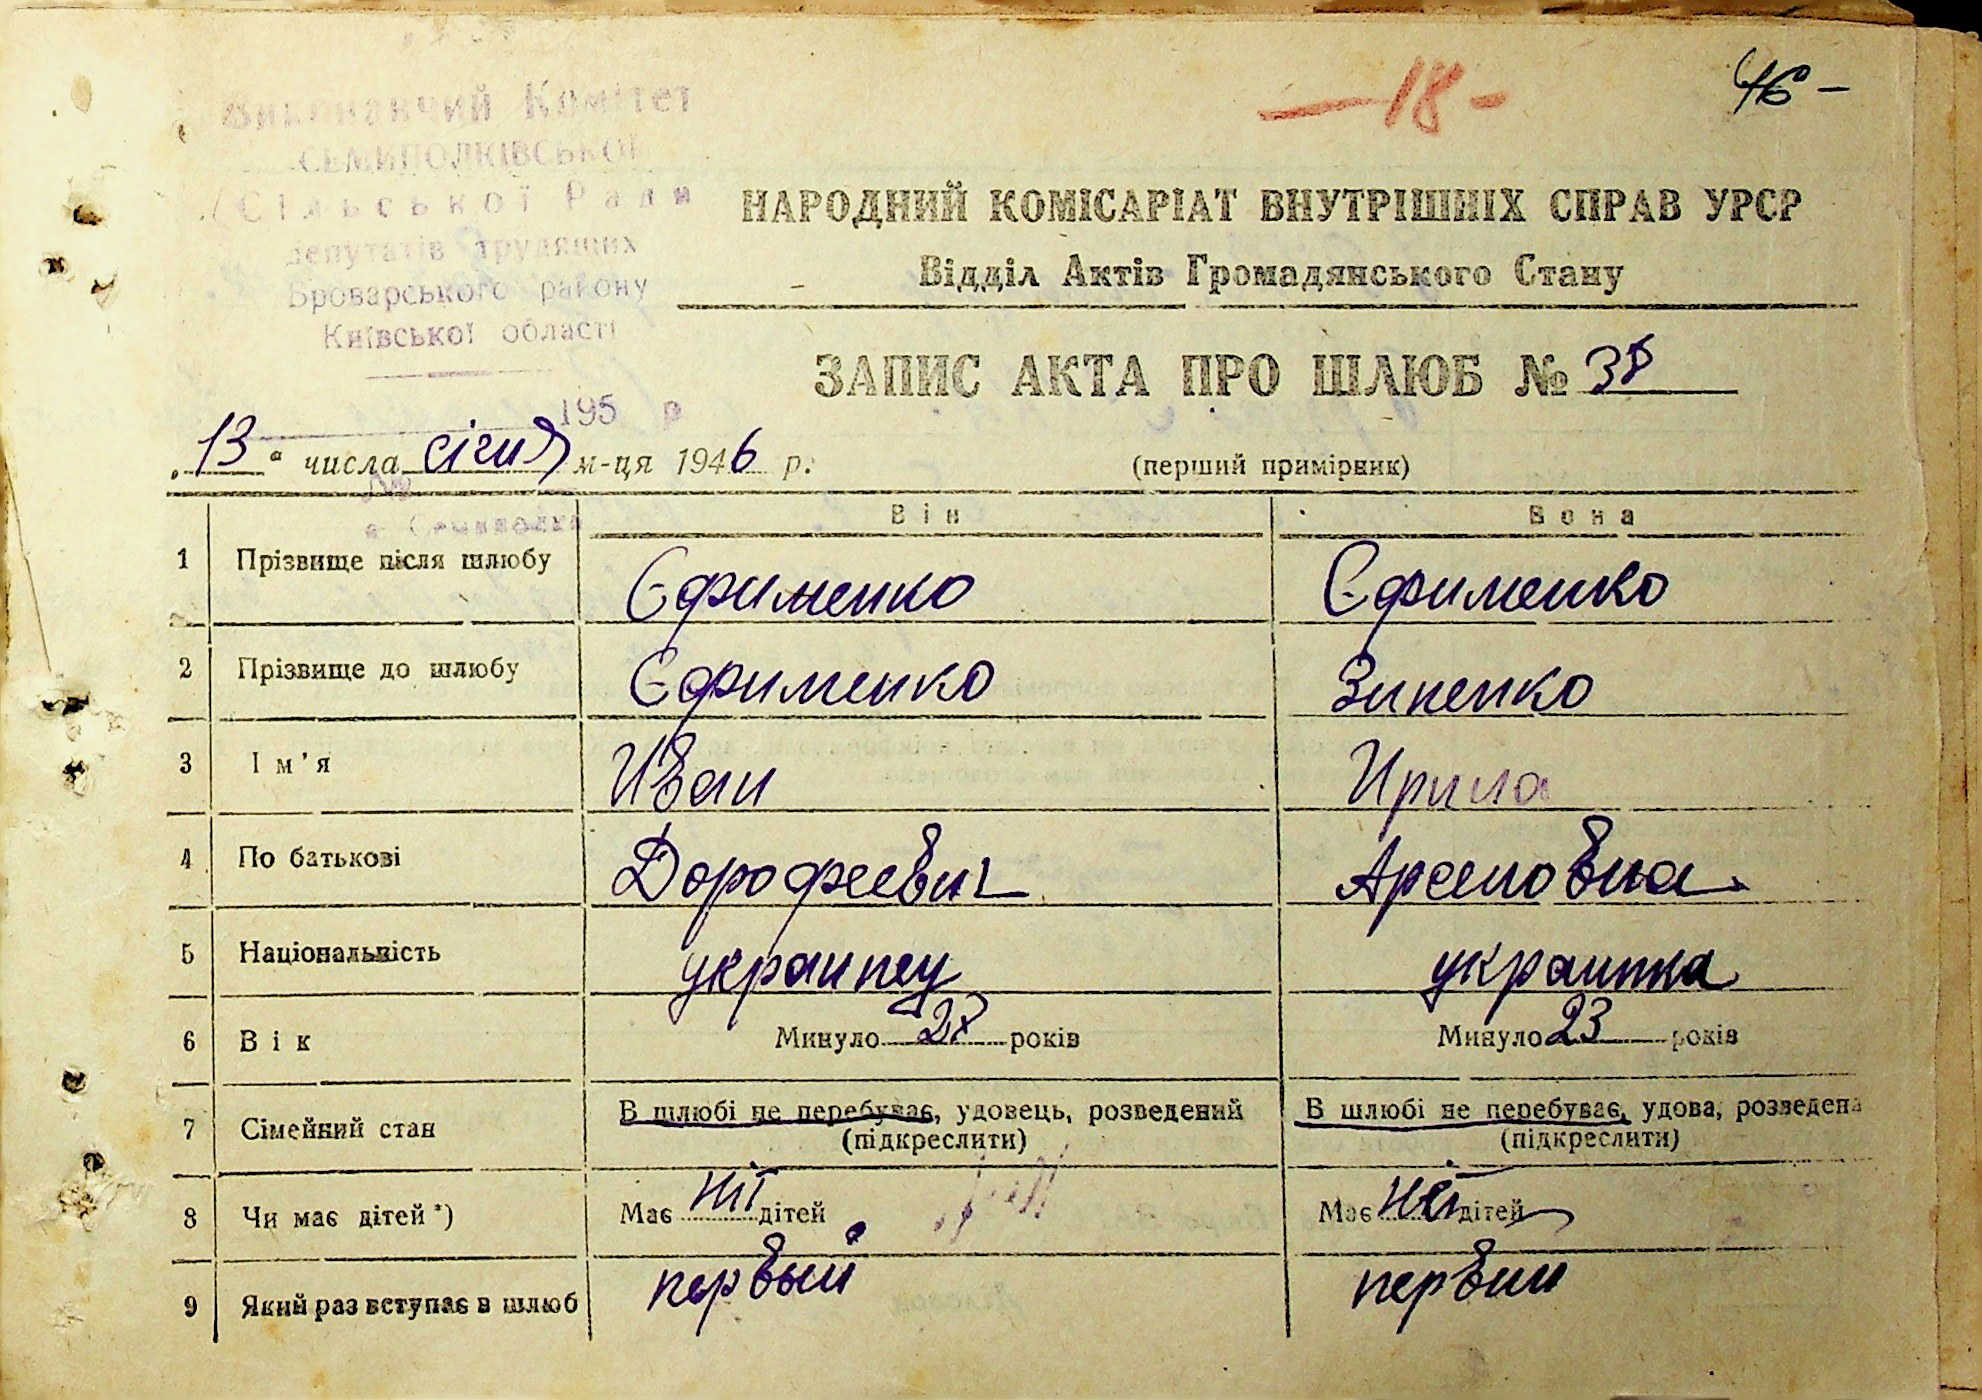 Виконавчий Комітет
СЕМИПОЛКІВСЬКОЇ
Сільської Ради
депутатів трудящих
Броварського району
Київської області
195 р
— 18 -
46 -
НАРОДНИЙ КОМІСАРІАТ ВНУТРІШНІХ СПРАВ УРСР
Відділ Актів Громадянського Стану
ЗАПИС АКТА ПРО ШЛЮБ № 38
„13“ числа січня м-ця 1946 р.
(перший примірник)
Він Вона
1 Прізвище після шлюбу Єфименко Єфименко
2 Прізвище до шлюбу Єфименко Зиненко
3 Ім'я Иван Ирина
4 По батькові Дорофеевич Арсеновна
5 Національність украинец украинка
6 Вік Минуло 28 років Минуло 23 років
7 Сімейний стан В шлюбі не перебуває, удовець, розведений В шлюбі не перебуває, удова, розведена
(підкреслити) (підкреслити)
8 Чи має дітей*) Має ніт дітей Має нет дітей
9 Який раз вступає в шлюб первый первий